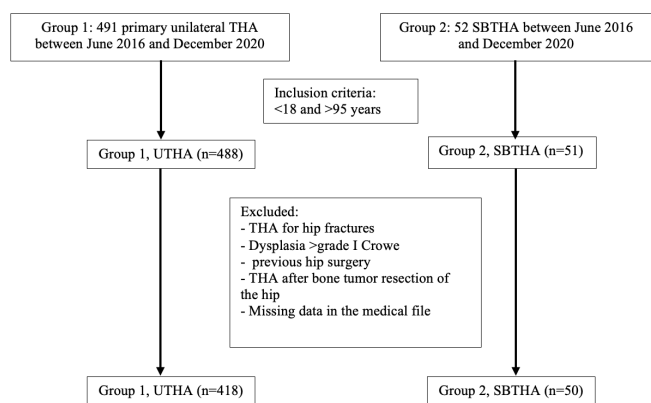 Group 1: 491 primary unilateral THA
between June 2016 and December 2020
Group 2: 52 SBTHA between June 2016
and December 2020
Inclusion criteria:
<18 and >95 years
Group 1, UTHA (n=488)
Group 2, SBTHA (n=51)
Excluded:
- THA for hip fractures
- Dysplasia >grade I Crowe
- previous hip surgery
- THA after bone tumor resection of
the hip
- Missing data in the medical file
Group 1, UTHA (n=418)
Group 2, SBTHA (n=50)